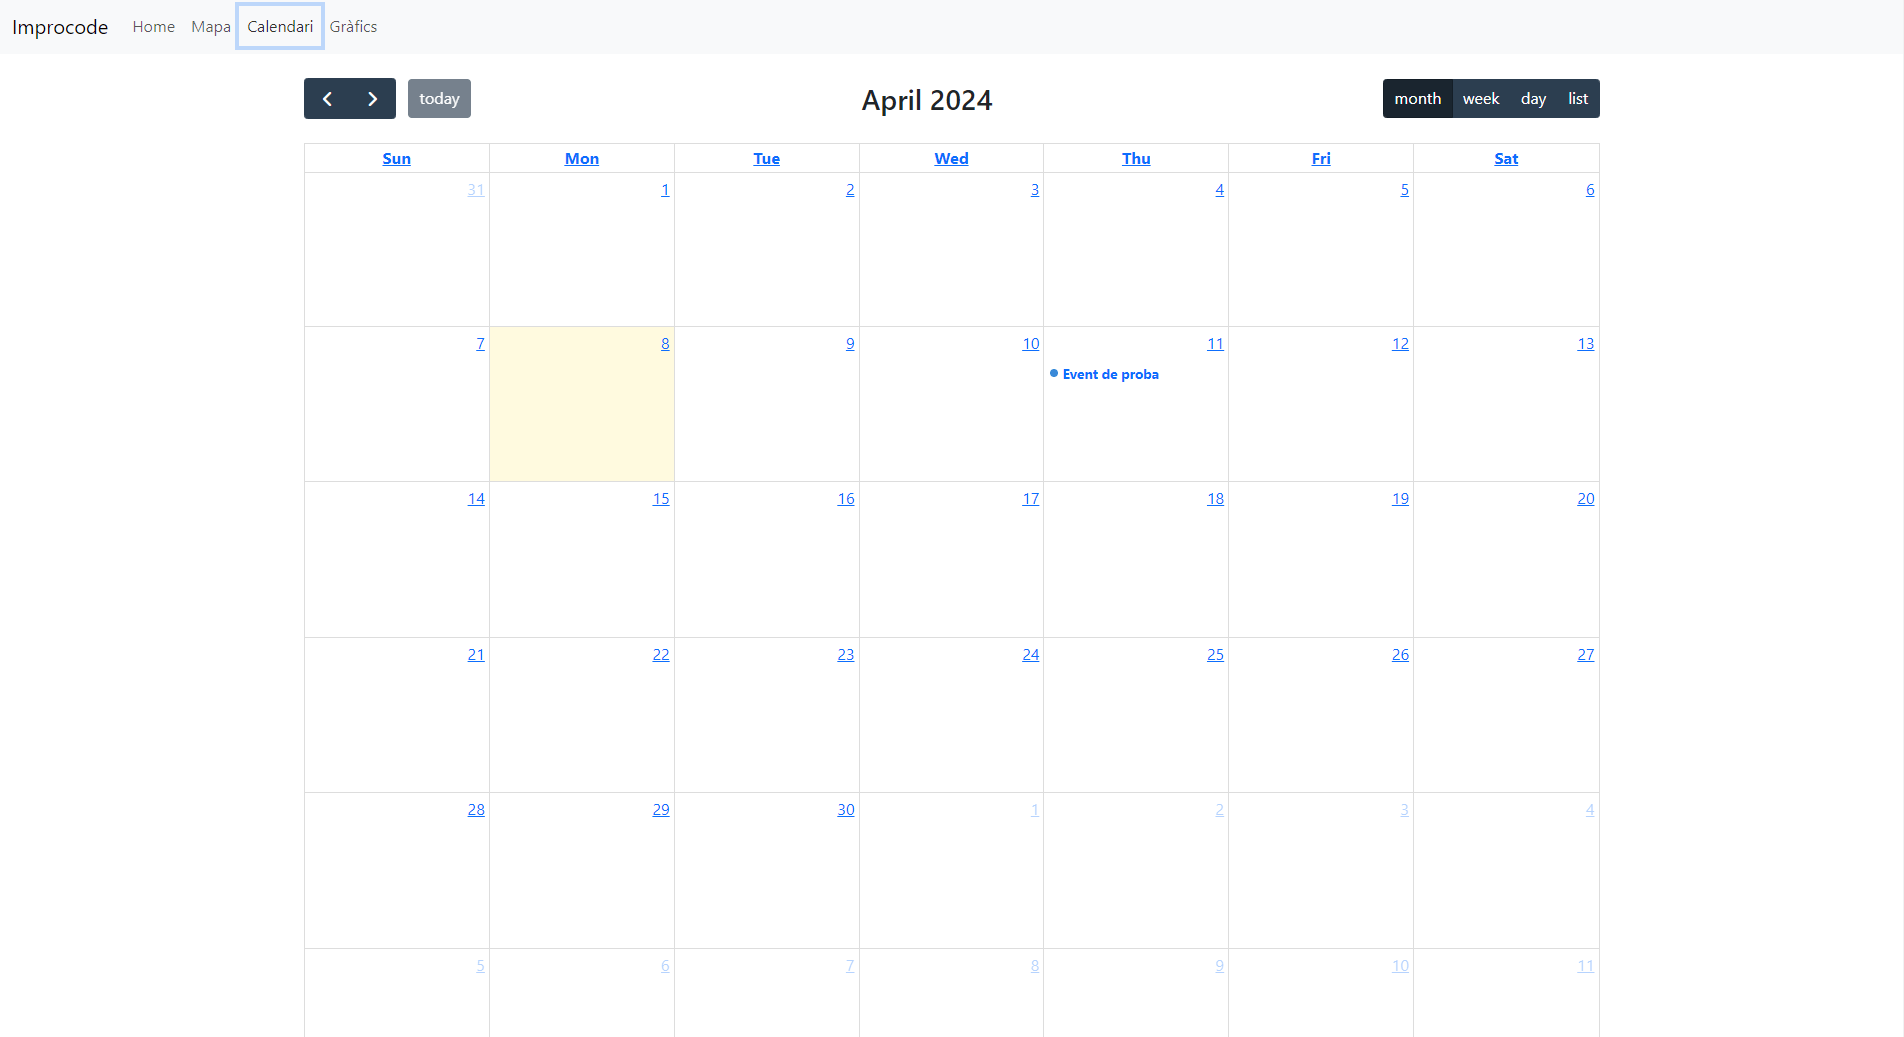 Improcode Home Mapa Calendari Gràfics
today April 2024 month week day list
Sun Mon Tue Wed Thu Fri Sat
31 1 2 3 4 5 6
7 8 9 10 11 12 13
Event de proba
14 15 16 17 18 19 20
21 22 23 24 25 26 27
28 29 30 1 2 3 4
5 6 7 8 9 10 11